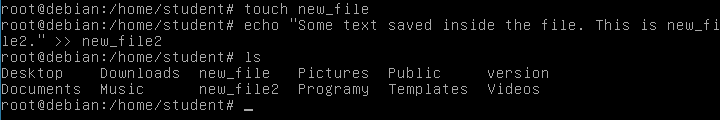 root@debian:/home/student# touch new_file
root@debian:/home/student# echo "Some text saved inside the file. This is new_fi
le2." >> new_file2
root@debian:/home/student# ls
Desktop    Downloads  new_file   Pictures  Public     version
Documents  Music      new_file2  Programy  Templates  Videos
root@debian:/home/student# _